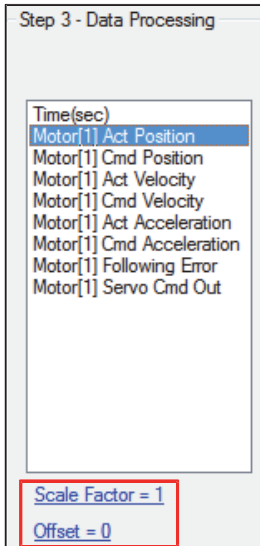 Step 3 - Data Processing
Time(sec)
Motor[1] Act Position
Motor[1] Cmd Position
Motor[1] Act Velocity
Motor[1] Cmd Velocity
Motor[1] Act Acceleration
Motor[1] Cmd Acceleration
Motor[1] Following Error
Motor[1] Servo Cmd Out
Scale Factor = 1
Offset = 0